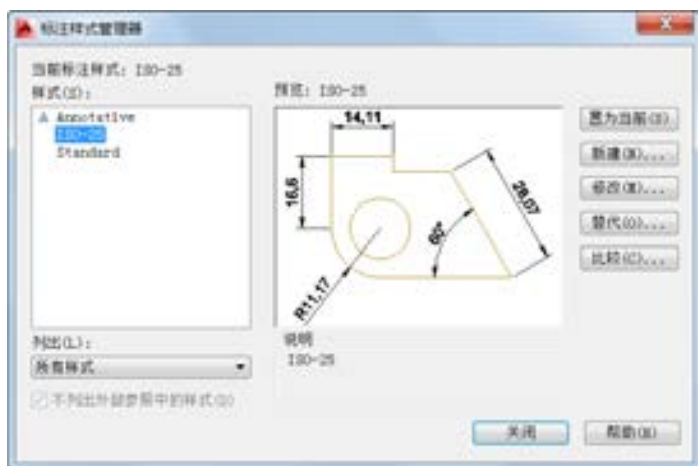 标注样式管理器
当前标注样式: ISO-25
样式(S):
Annotative
ISO-25
Standard
预览: ISO-25
14,11
16,6
28,07
60°
R11,17
置为当前(U)
新建(N)...
修改(M)...
替代(O)...
比较(C)...
列出(L):
所有样式
不列出外部参照中的样式(D)
说明
ISO-25
关闭
帮助(H)